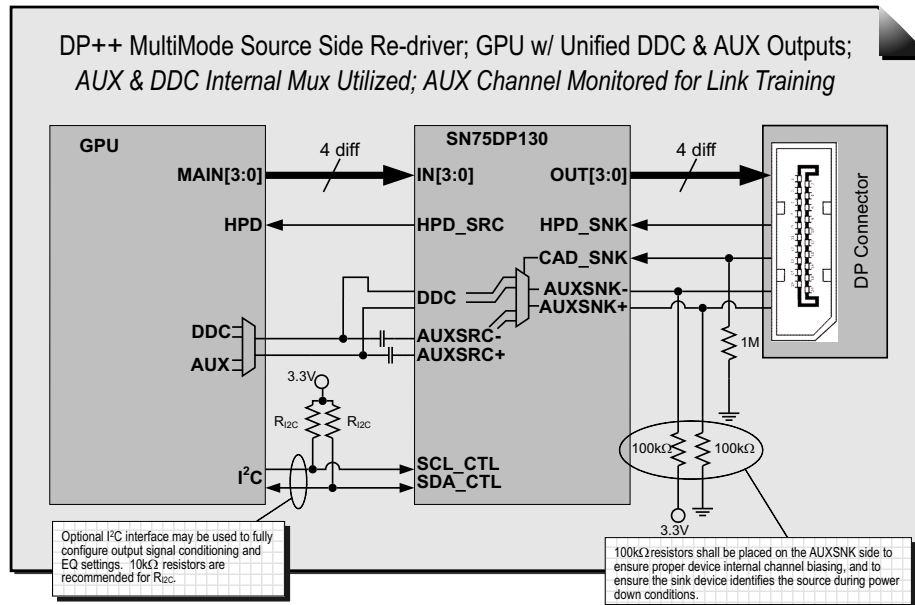 DP++ MultiMode Source Side Re-driver; GPU w/ Unified DDC & AUX Outputs;
AUX & DDC Internal Mux Utilized; AUX Channel Monitored for Link Training
GPU
SN75DP130
4 diff
4 diff
MAIN[3:0]
IN[3:0]
OUT[3:0]
HPD
HPD_SRC
HPD_SNK
CAD_SNK
DP Connector
DDC
AUXSNK-
AUXSNK+
DDC
AUXSRC-
AUX
AUXSRC+
1M
3.3V
RI2C
RI2C
100kΩ
100kΩ
I²C
SCL_CTL
SDA_CTL
3.3V
Optional I²C interface may be used to fully
configure output signal conditioning and
EQ settings. 10kΩ resistors are
recommended for RI2C.
100kΩ resistors shall be placed on the AUXSNK side to
ensure proper device internal channel biasing, and to
ensure the sink device identifies the source during power
down conditions.